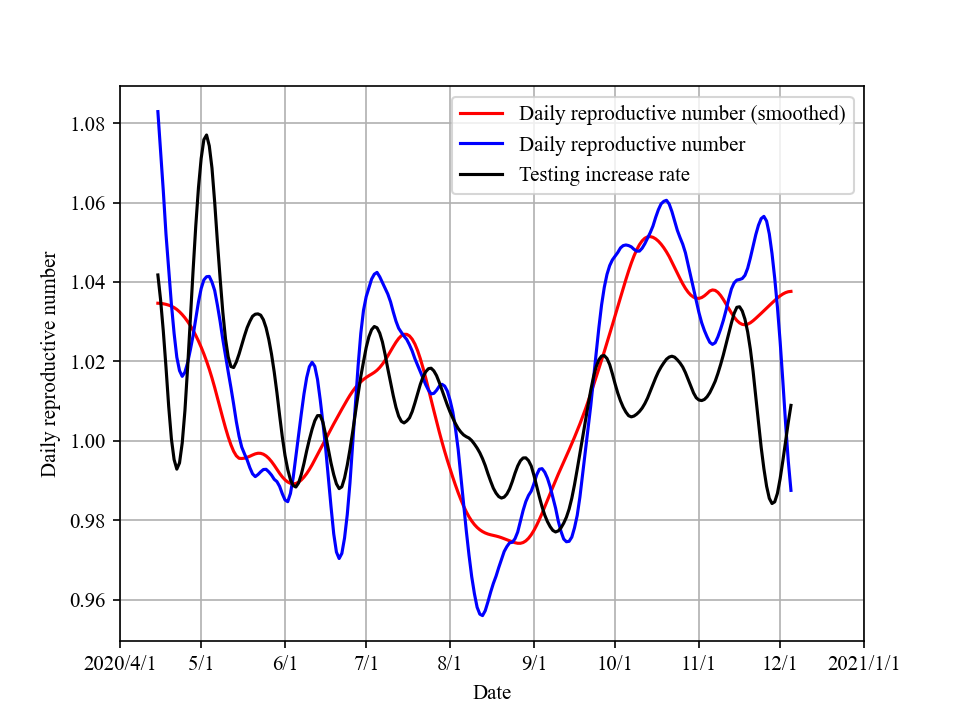 Daily reproductive number (smoothed)
Daily reproductive number
Testing increase rate
Daily reproductive number
1.08
1.06
1.04
1.02
1.00
0.98
0.96
2020/4/1 5/1 6/1 7/1 8/1 9/1 10/1 11/1 12/1 2021/1/1
Date